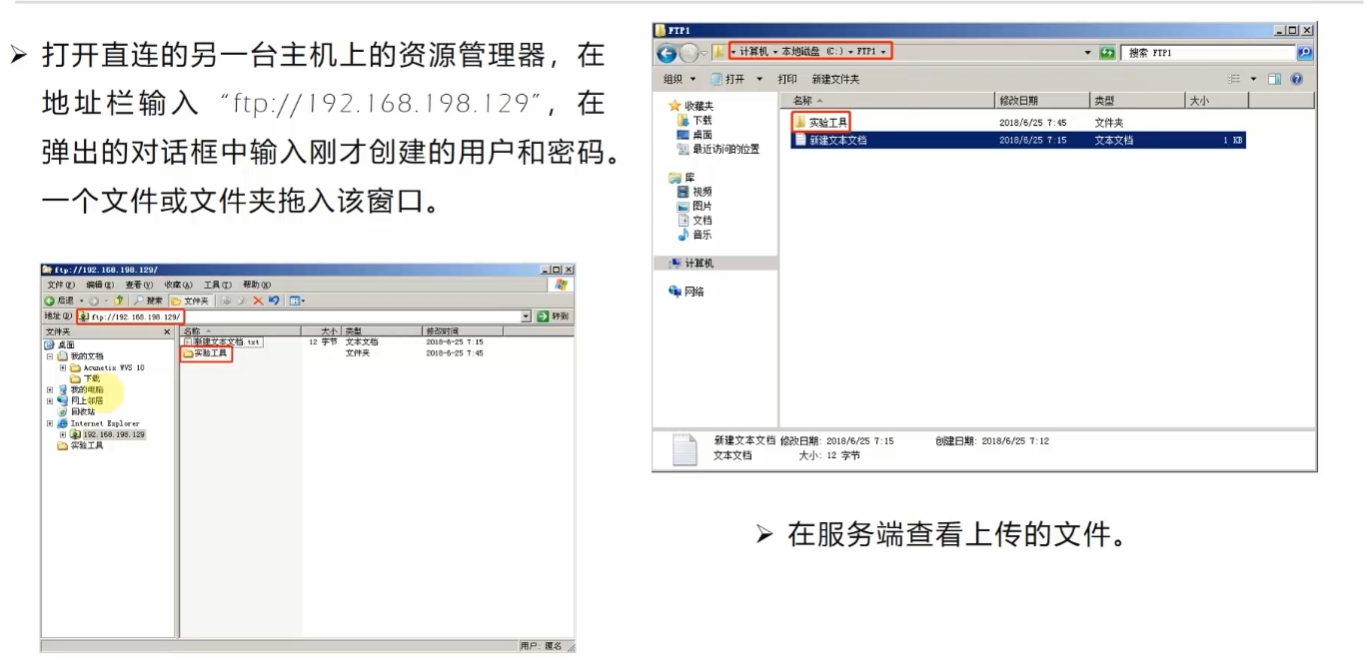 ➢ 打开直连的另一台主机上的资源管理器，在
地址栏输入 “ftp://192.168.198.129”，在
弹出的对话框中输入刚才创建的用户和密码。
一个文件或文件夹拖入该窗口。
ftp://192.168.198.129/
文件(F) 编辑(E) 查看(V) 收藏(A) 工具(T) 帮助(H)
后退 搜索 文件夹
地址(D) ftp://192.168.198.129/ 转到
文件夹
桌面
我的文档
Acunetix WVS 10
下载
我的电脑
网上邻居
回收站
Internet Explorer
192.168.198.129
实验工具
名称 大小 类型 修改时间
新建文本文档.txt 12 字节 文本文档 2018-6-25 7:15
实验工具 文件夹 2018-6-25 7:45
用户: 匿名
FTP1
计算机 本地磁盘 (C:) FTP1 搜索 FTP1
组织 打开 打印 新建文件夹
收藏夹
下载
桌面
最近访问的位置
库
视频
图片
文档
音乐
计算机
网络
名称 修改日期 类型 大小
实验工具 2018/6/25 7:45 文件夹
新建文本文档 2018/6/25 7:15 文本文档 1 KB
新建文本文档 修改日期: 2018/6/25 7:15 创建日期: 2018/6/25 7:12
文本文档 大小: 12 字节
➢ 在服务端查看上传的文件。